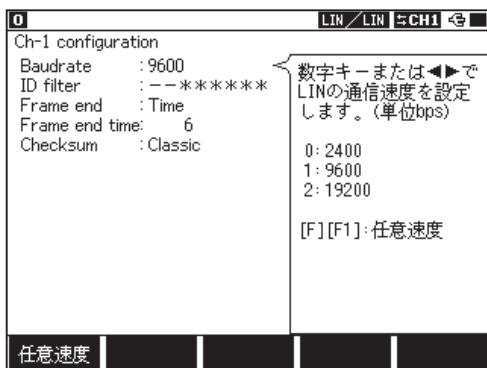 0 LIN/LIN ⇆CH1
Ch-1 configuration
Baudrate :9600
ID filter :--******
Frame end :Time
Frame end time: 6
Checksum :Classic
数字キーまたは◀▶で
LINの通信速度を設定
します。(単位bps)
0:2400
1:9600
2:19200
[F][F1]:任意速度
任意速度